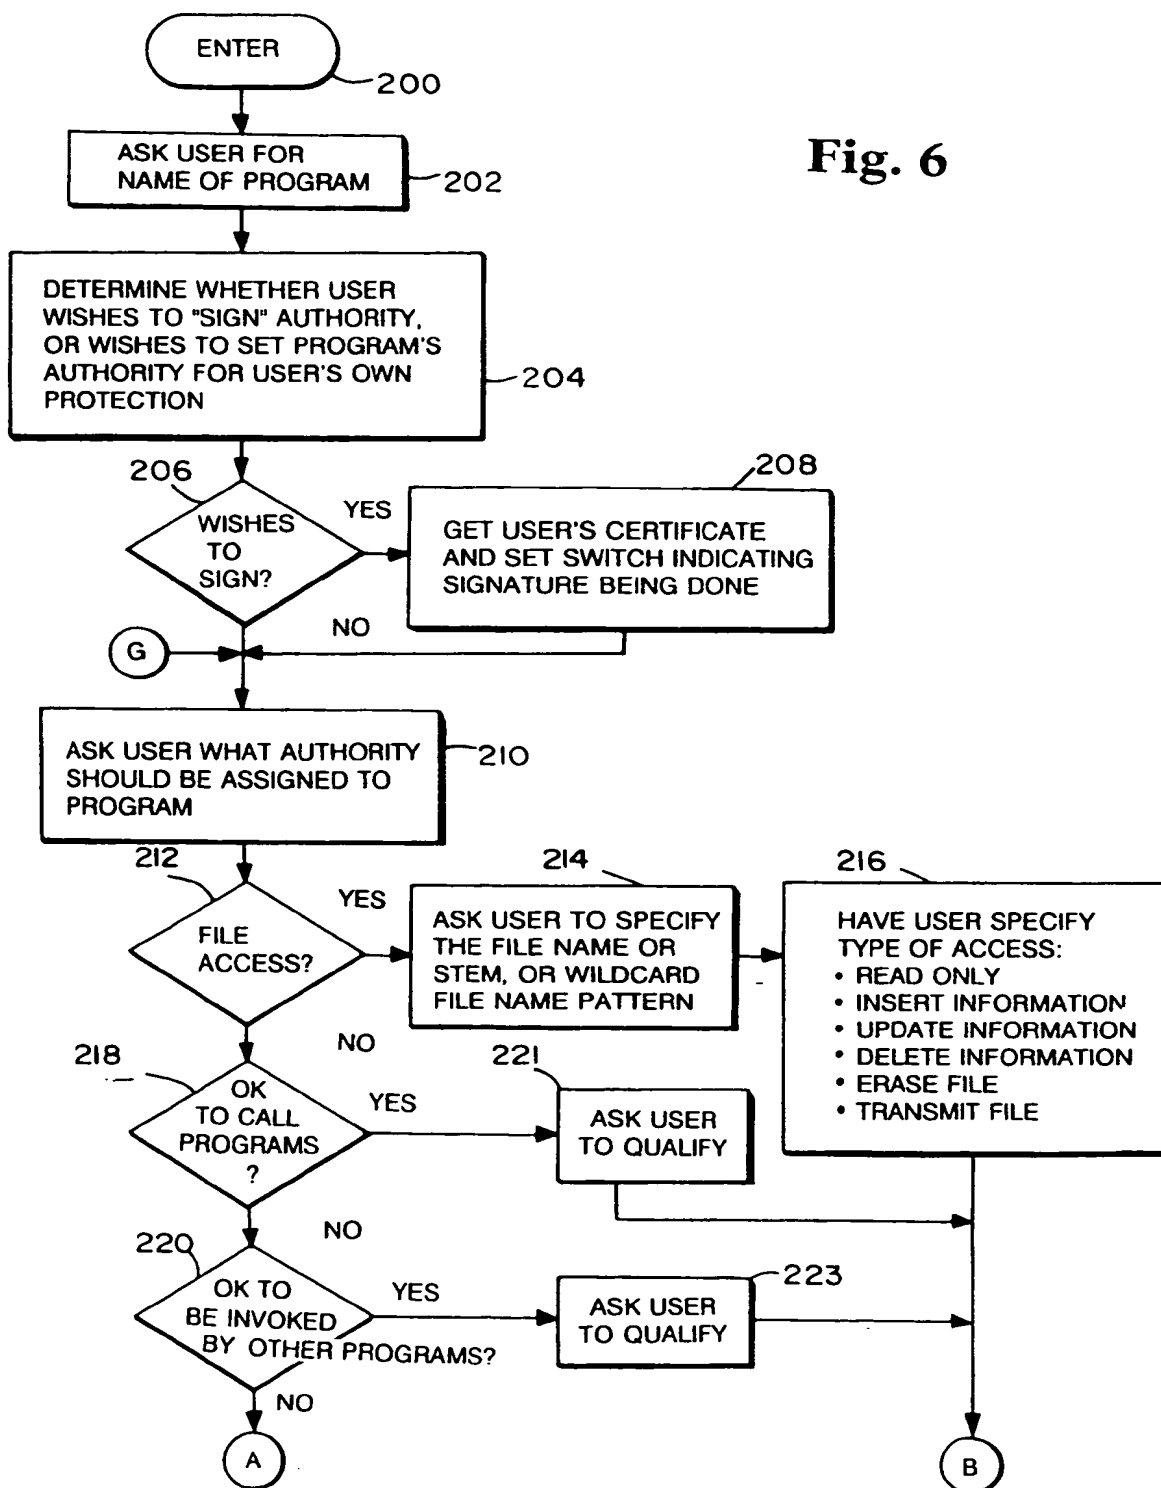 ENTER
200
Fig. 6
ASK USER FOR
NAME OF PROGRAM
202
DETERMINE WHETHER USER
WISHES TO "SIGN" AUTHORITY,
OR WISHES TO SET PROGRAM'S
AUTHORITY FOR USER'S OWN
PROTECTION
204
206
WISHES
TO
SIGN?
YES
208
GET USER'S CERTIFICATE
AND SET SWITCH INDICATING
SIGNATURE BEING DONE
NO
G
ASK USER WHAT AUTHORITY
SHOULD BE ASSIGNED TO
PROGRAM
210
212
FILE
ACCESS?
YES
214
ASK USER TO SPECIFY
THE FILE NAME OR
STEM, OR WILDCARD
FILE NAME PATTERN
216
HAVE USER SPECIFY
TYPE OF ACCESS:
• READ ONLY
• INSERT INFORMATION
• UPDATE INFORMATION
• DELETE INFORMATION
• ERASE FILE
• TRANSMIT FILE
NO
218
OK
TO CALL
PROGRAMS
?
YES
221
ASK USER
TO QUALIFY
NO
220
OK TO
BE INVOKED
BY OTHER PROGRAMS?
YES
223
ASK USER
TO QUALIFY
NO
A
B